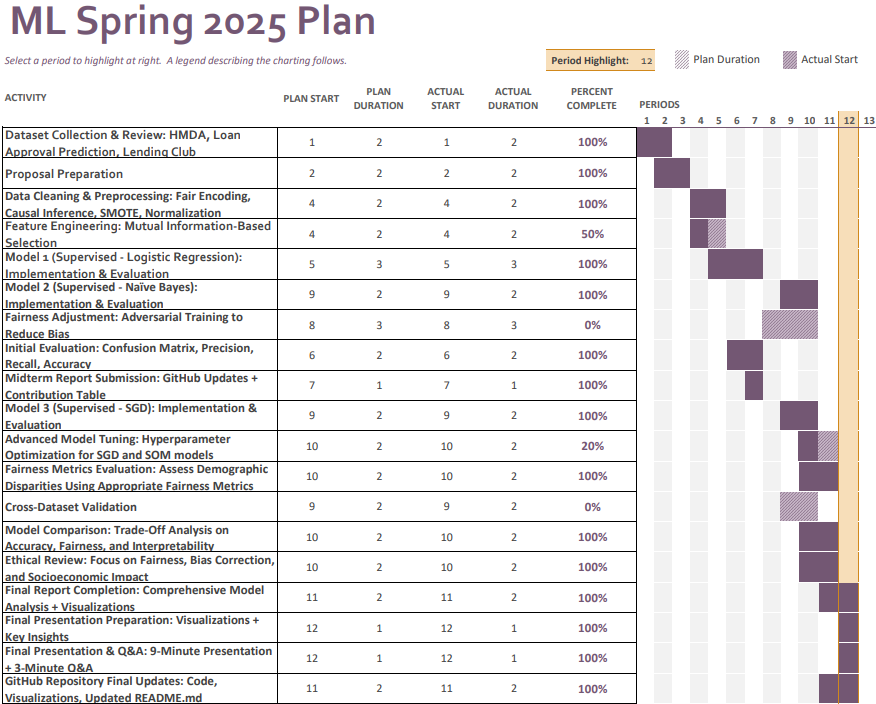 ML Spring 2025 Plan
Select a period to highlight at right.  A legend describing the charting follows.
Period Highlight: 12
Plan Duration
Actual Start
ACTIVITY
PLAN START
PLAN DURATION
ACTUAL START
ACTUAL DURATION
PERCENT COMPLETE
PERIODS
1 2 3 4 5 6 7 8 9 10 11 12 13
Dataset Collection & Review: HMDA, Loan
Approval Prediction, Lending Club
1 2 1 2 100%
Proposal Preparation
2 2 2 2 100%
Data Cleaning & Preprocessing: Fair Encoding,
Causal Inference, SMOTE, Normalization
4 2 4 2 100%
Feature Engineering: Mutual Information-Based
Selection
4 2 4 2 50%
Model 1 (Supervised - Logistic Regression):
Implementation & Evaluation
5 3 5 3 100%
Model 2 (Supervised - Naïve Bayes):
Implementation & Evaluation
9 2 9 2 100%
Fairness Adjustment: Adversarial Training to
Reduce Bias
8 3 8 3 0%
Initial Evaluation: Confusion Matrix, Precision,
Recall, Accuracy
6 2 6 2 100%
Midterm Report Submission: GitHub Updates +
Contribution Table
7 1 7 1 100%
Model 3 (Supervised - SGD): Implementation &
Evaluation
9 2 9 2 100%
Advanced Model Tuning: Hyperparameter
Optimization for SGD and SOM models
10 2 10 2 20%
Fairness Metrics Evaluation: Assess Demographic
Disparities Using Appropriate Fairness Metrics
10 2 10 2 100%
Cross-Dataset Validation
9 2 9 2 0%
Model Comparison: Trade-Off Analysis on
Accuracy, Fairness, and Interpretability
10 2 10 2 100%
Ethical Review: Focus on Fairness, Bias Correction,
and Socioeconomic Impact
10 2 10 2 100%
Final Report Completion: Comprehensive Model
Analysis + Visualizations
11 2 11 2 100%
Final Presentation Preparation: Visualizations +
Key Insights
12 1 12 1 100%
Final Presentation & Q&A: 9-Minute Presentation
+ 3-Minute Q&A
12 1 12 1 100%
GitHub Repository Final Updates: Code,
Visualizations, Updated README.md
11 2 11 2 100%